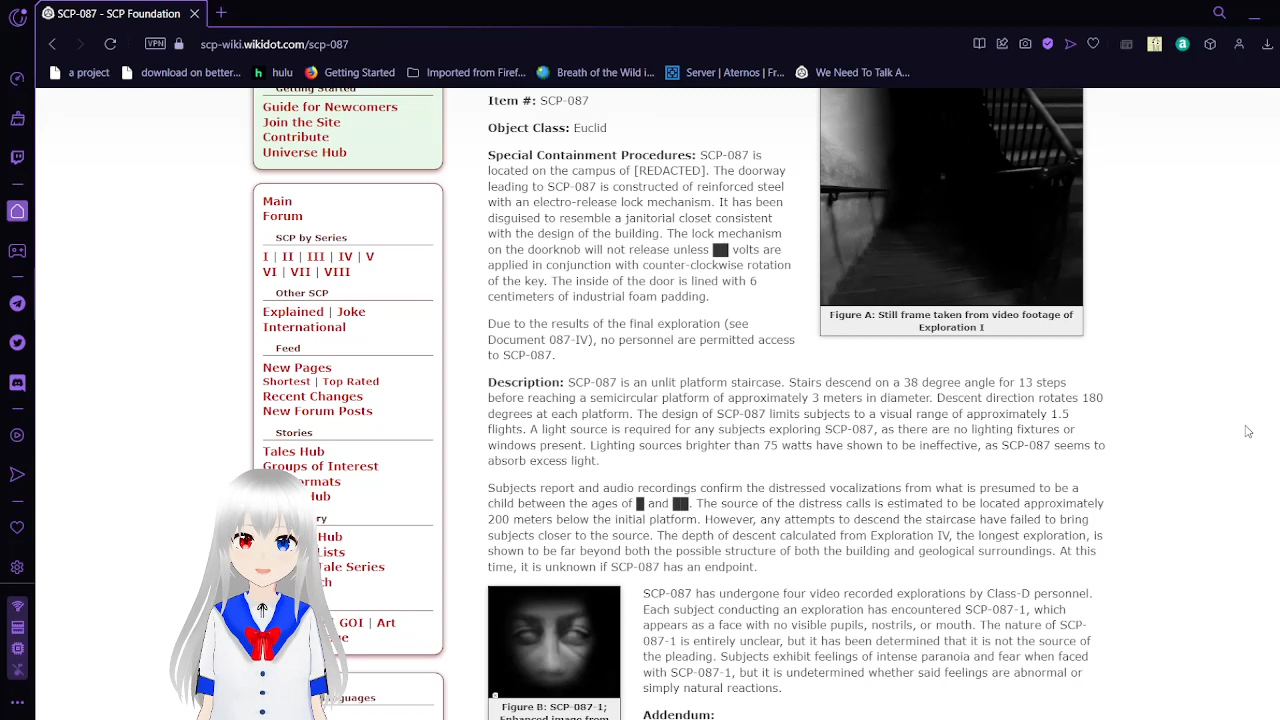 SCP-087 - SCP Foundation
VPN
scp-wiki.wikidot.com/scp-087
a project
download on better...
hulu
Getting Started
Imported from Firef...
Breath of the Wild i...
Server | Aternos | Fr...
We Need To Talk A...
Getting Started
Guide for Newcomers
Join the Site
Contribute
Universe Hub
Main
Forum
SCP by Series
I | II | III | IV | V
VI | VII | VIII
Other SCP
Explained | Joke
International
Feed
New Pages
Shortest | Top Rated
Recent Changes
New Forum Posts
Stories
Tales Hub
Groups of Interest
ormats
Hub
ry
Hub
Lists
Tale Series
ch
GOI | Art
e
nguages
Item #: SCP-087
Object Class: Euclid
Special Containment Procedures: SCP-087 is
located on the campus of [REDACTED]. The doorway
leading to SCP-087 is constructed of reinforced steel
with an electro-release lock mechanism. It has been
disguised to resemble a janitorial closet consistent
with the design of the building. The lock mechanism
on the doorknob will not release unless ██ volts are
applied in conjunction with counter-clockwise rotation
of the key. The inside of the door is lined with 6
centimeters of industrial foam padding.
Due to the results of the final exploration (see
Document 087-IV), no personnel are permitted access
to SCP-087.
Figure A: Still frame taken from video footage of
Exploration I
Description: SCP-087 is an unlit platform staircase. Stairs descend on a 38 degree angle for 13 steps
before reaching a semicircular platform of approximately 3 meters in diameter. Descent direction rotates 180
degrees at each platform. The design of SCP-087 limits subjects to a visual range of approximately 1.5
flights. A light source is required for any subjects exploring SCP-087, as there are no lighting fixtures or
windows present. Lighting sources brighter than 75 watts have shown to be ineffective, as SCP-087 seems to
absorb excess light.
Subjects report and audio recordings confirm the distressed vocalizations from what is presumed to be a
child between the ages of █ and ██. The source of the distress calls is estimated to be located approximately
200 meters below the initial platform. However, any attempts to descend the staircase have failed to bring
subjects closer to the source. The depth of descent calculated from Exploration IV, the longest exploration, is
shown to be far beyond both the possible structure of both the building and geological surroundings. At this
time, it is unknown if SCP-087 has an endpoint.
SCP-087 has undergone four video recorded explorations by Class-D personnel.
Each subject conducting an exploration has encountered SCP-087-1, which
appears as a face with no visible pupils, nostrils, or mouth. The nature of SCP-
087-1 is entirely unclear, but it has been determined that it is not the source of
the pleading. Subjects exhibit feelings of intense paranoia and fear when faced
with SCP-087-1, but it is undetermined whether said feelings are abnormal or
simply natural reactions.
Figure B: SCP-087-1;
Enhanced image from
Addendum: